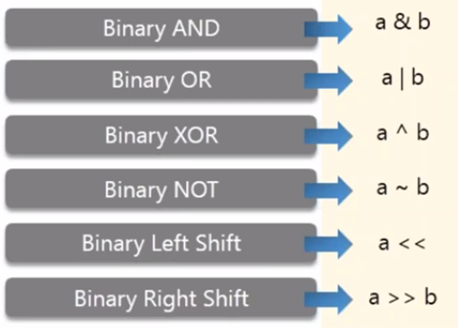 Binary AND a & b
Binary OR a | b
Binary XOR a ^ b
Binary NOT a ~ b
Binary Left Shift a <<
Binary Right Shift a >> b